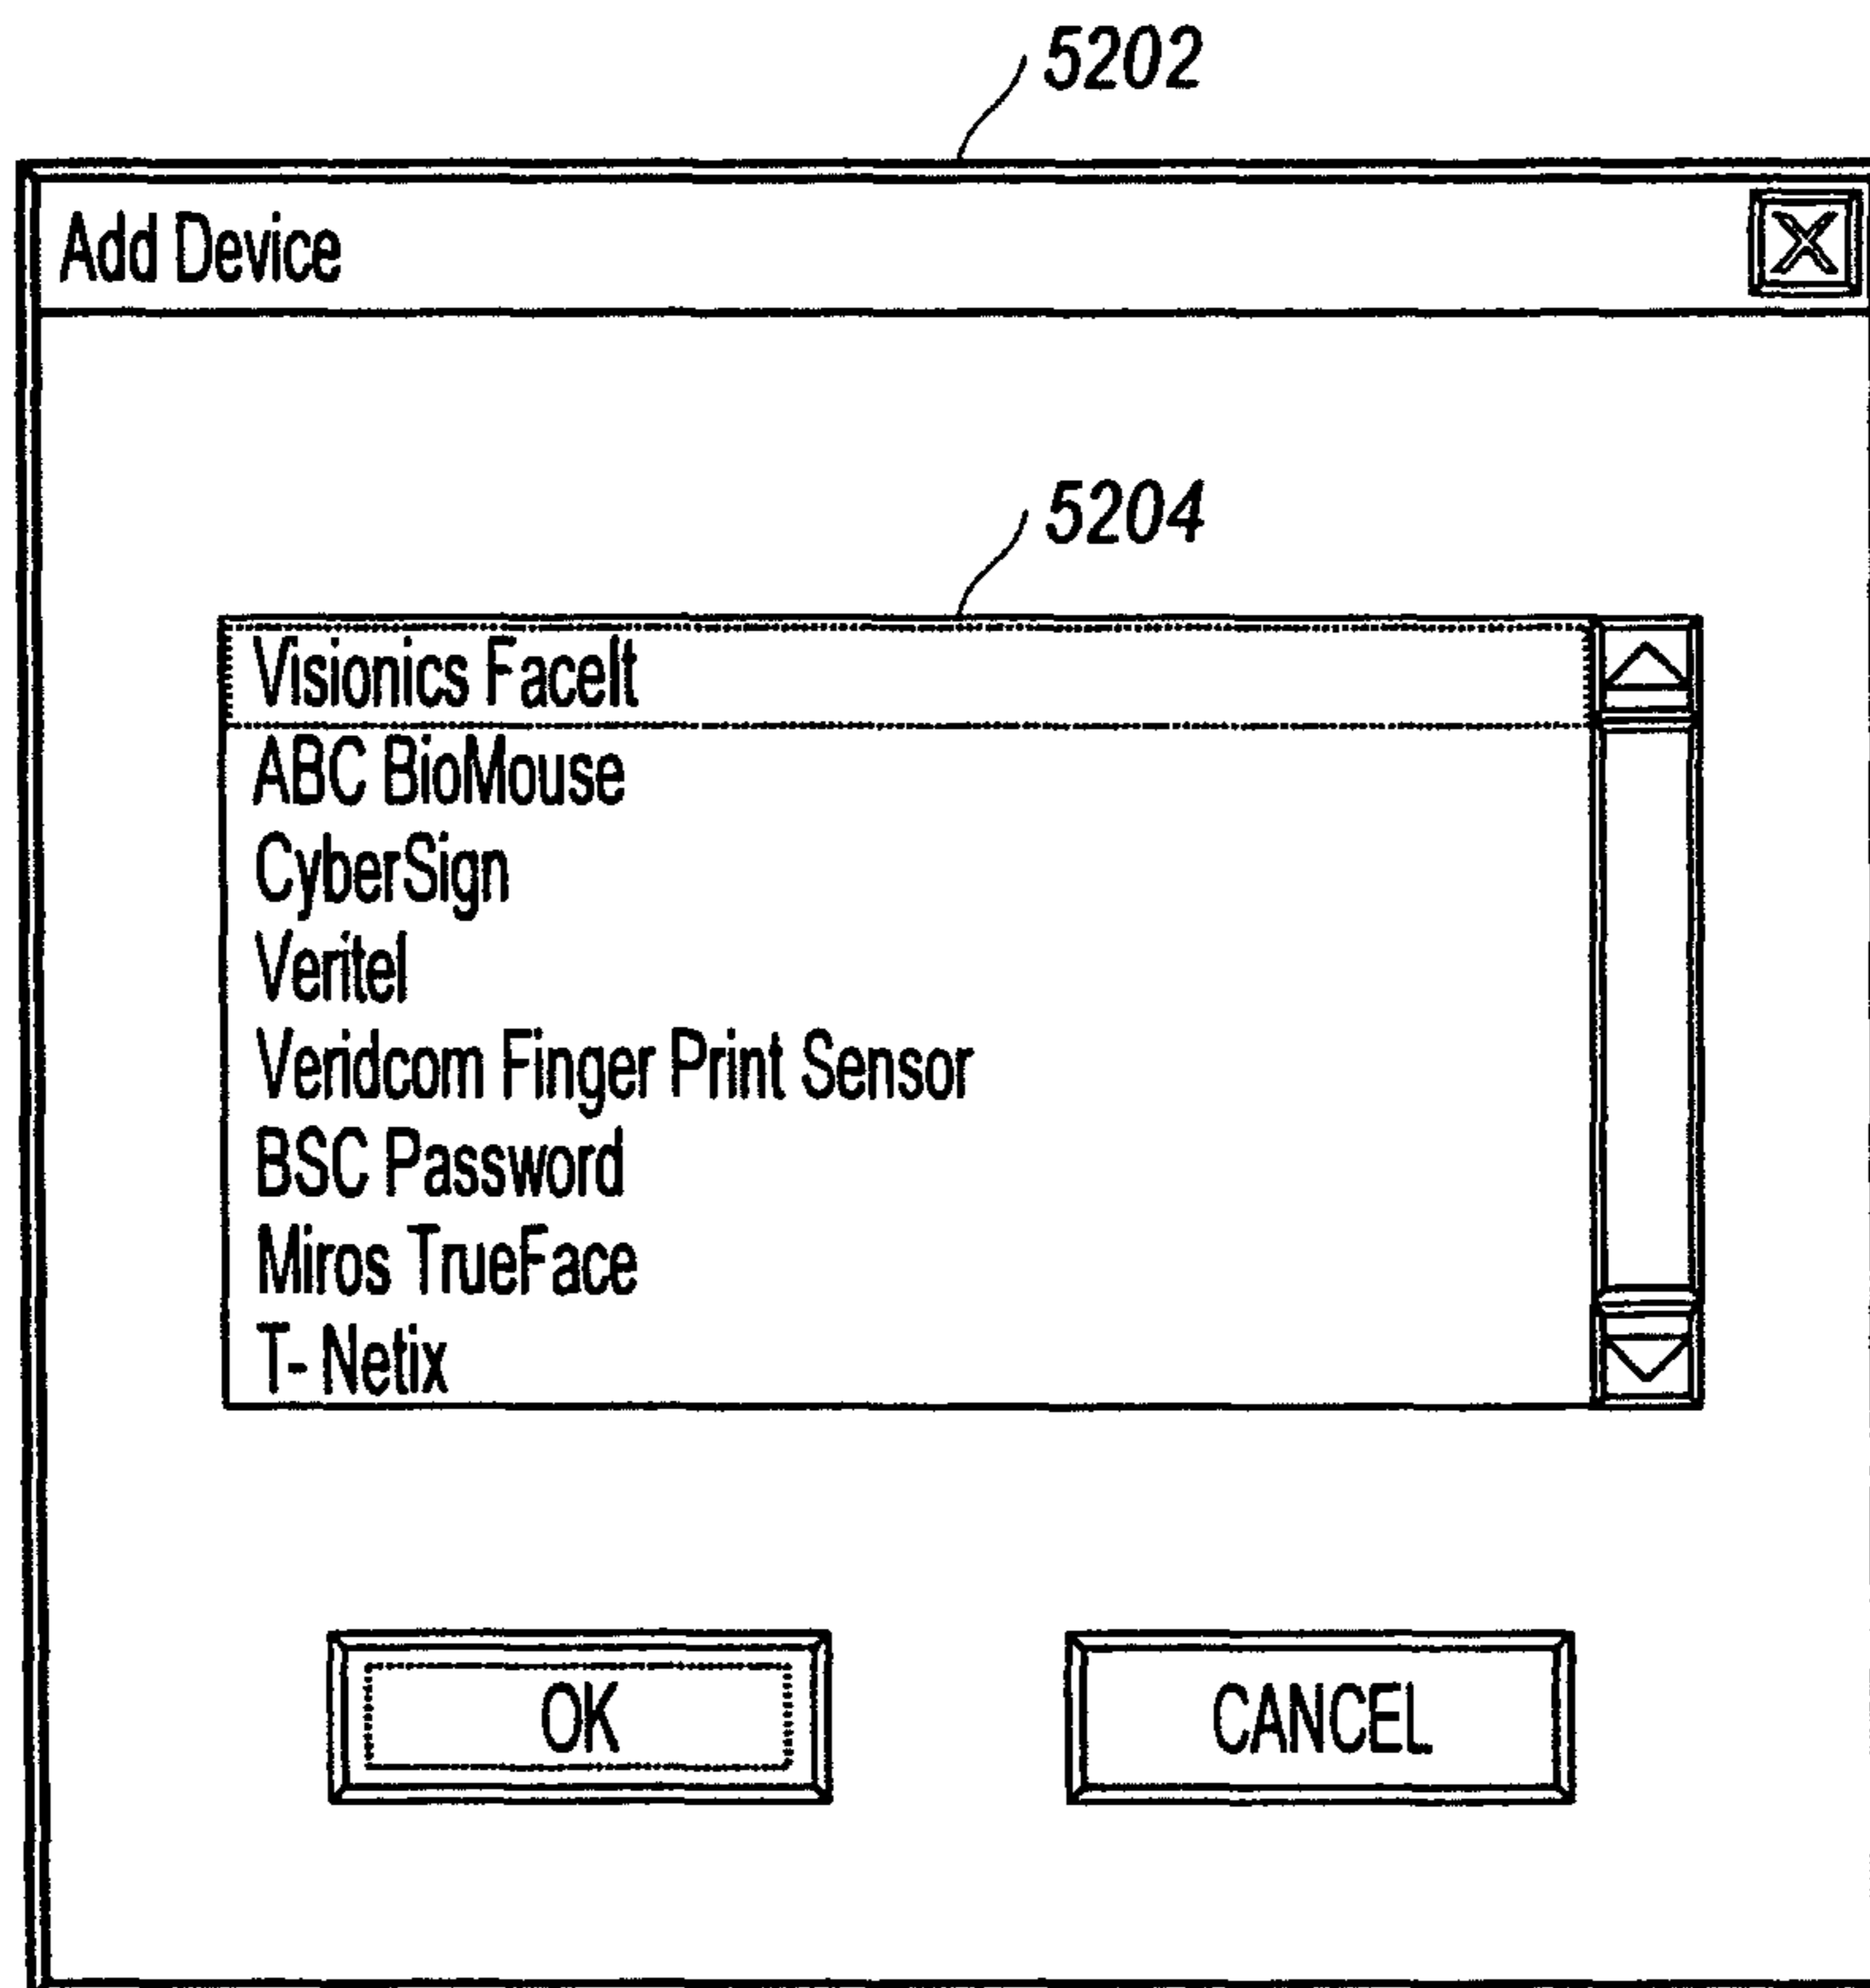 5202
Add Device
5204
Visionics FaceIt
ABC BioMouse
CyberSign
Veritel
Veridcom Finger Print Sensor
BSC Password
Miros TrueFace
T- Netix
OK
CANCEL